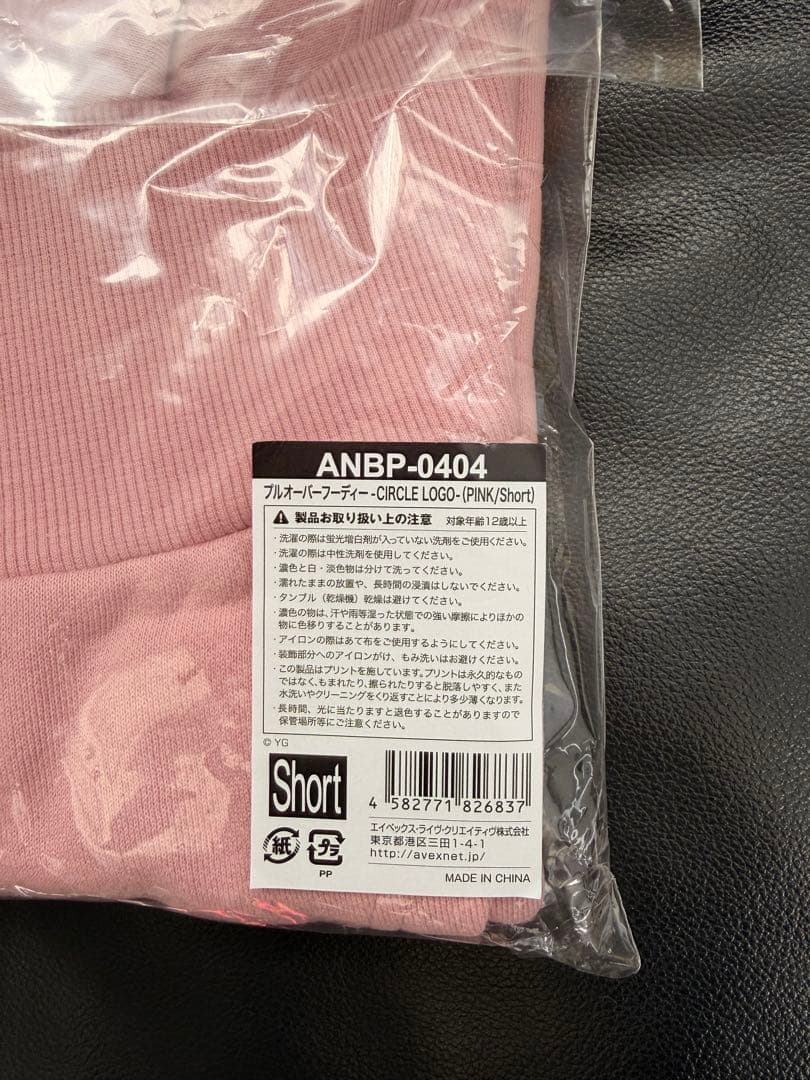 ANBP-0404
プルオーバーフーディー -CIRCLE LOGO- (PINK/Short)
製品お取り扱い上の注意 対象年齢12歳以上
・洗濯の際は蛍光増白剤が入っていない洗剤をご使用ください。
・洗濯の際は中性洗剤を使用してください。
・濃色と白・淡色物は分けて洗ってください。
・濡れたままの放置や、長時間の浸漬はしないでください。
・タンブル（乾燥機）乾燥は避けてください。
・濃色の物は、汗や雨等湿った状態での強い摩擦によりほかの
物に色移りすることがあります。
・アイロンの際はあて布をご使用するようにしてください。
・装飾部分へのアイロンがけ、もみ洗いはお避けください。
・この製品はプリントを施しています。プリントは永久的なもの
ではなく、もまれたり、擦られたりすると脱落しやすく、また
水洗いやクリーニングをくり返すことにより多少薄くなります。
・長時間、光に当たりますと退色することがありますので
保管場所等にご注意ください。
© YG
Short
4 582771 826837
エイベックス・ライヴ・クリエイティヴ株式会社
東京都港区三田1-4-1
http://avexnet.jp/
紙
プラ
PP
MADE IN CHINA